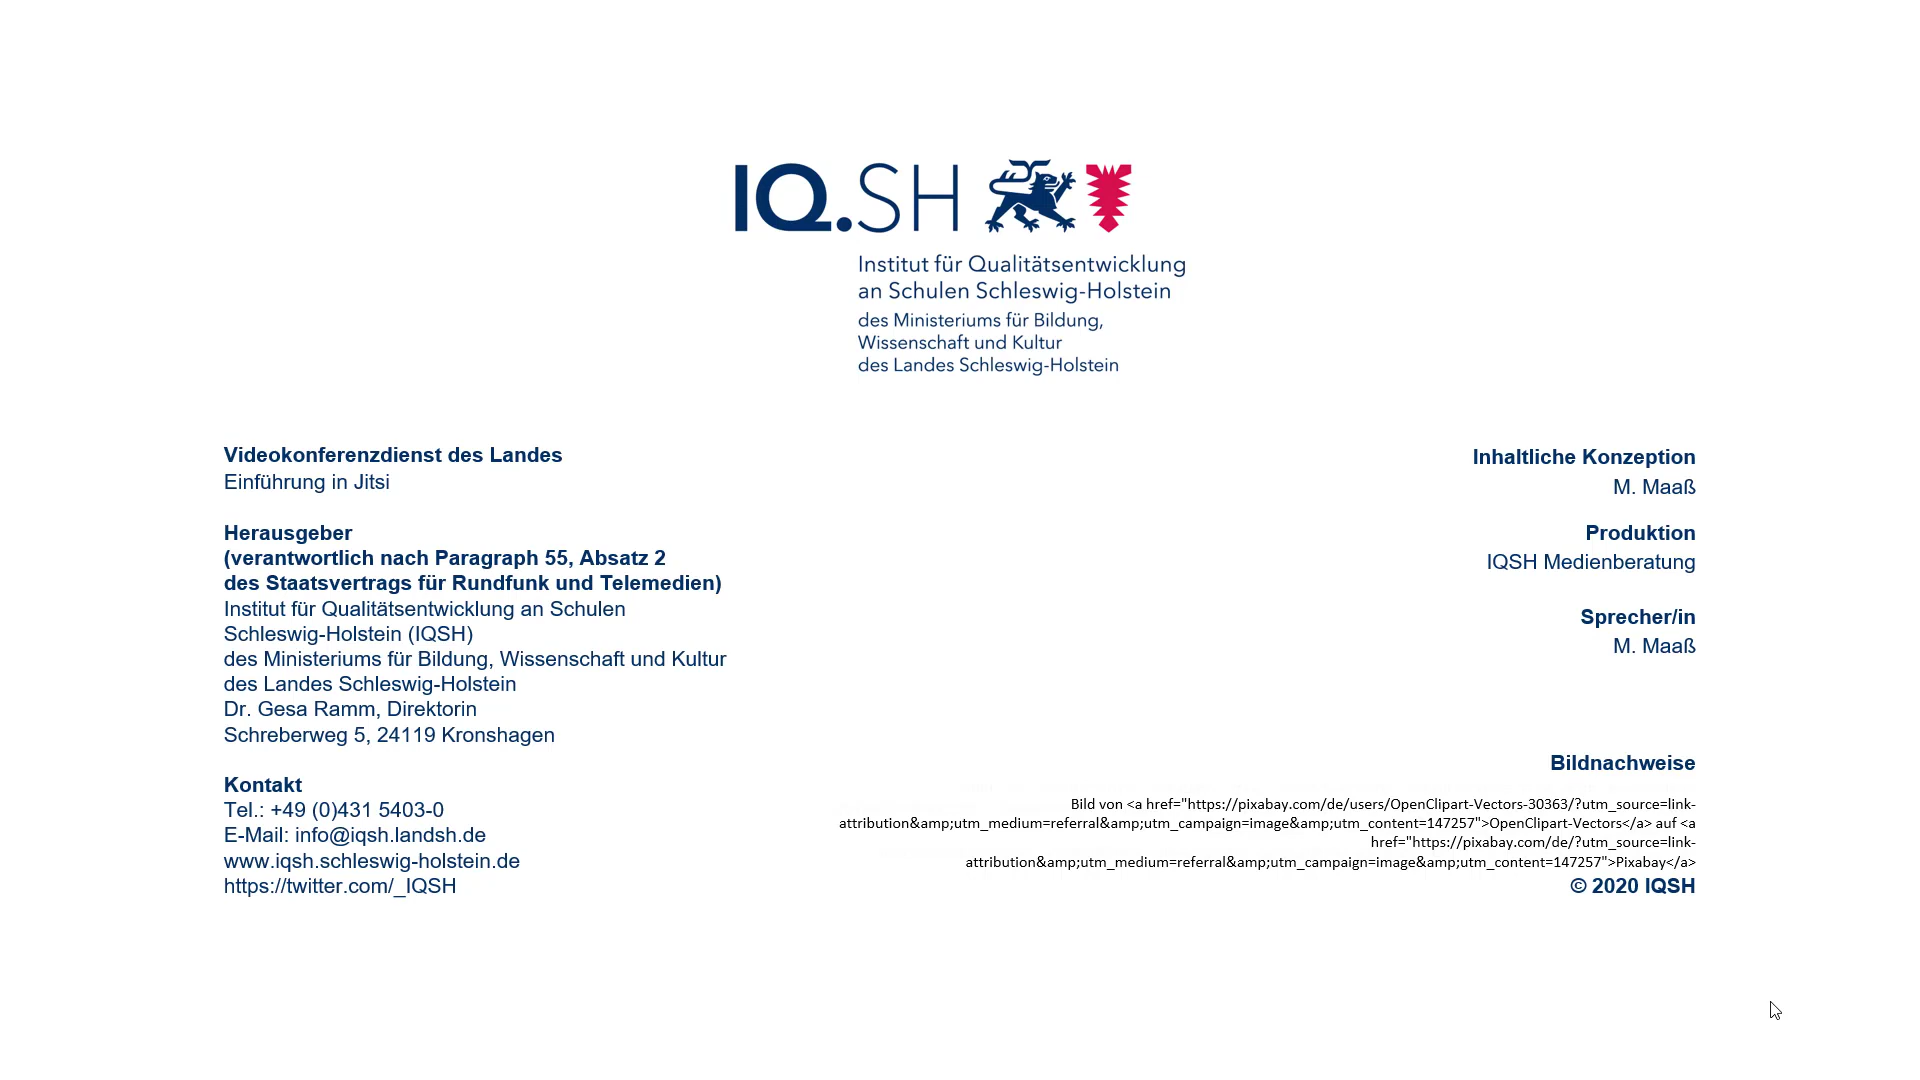 IQ.SH
Institut für Qualitätsentwicklung
an Schulen Schleswig-Holstein
des Ministeriums für Bildung,
Wissenschaft und Kultur
des Landes Schleswig-Holstein
Videokonferenzdienst des Landes
Einführung in Jitsi
Herausgeber
(verantwortlich nach Paragraph 55, Absatz 2
des Staatsvertrags für Rundfunk und Telemedien)
Institut für Qualitätsentwicklung an Schulen
Schleswig-Holstein (IQSH)
des Ministeriums für Bildung, Wissenschaft und Kultur
des Landes Schleswig-Holstein
Dr. Gesa Ramm, Direktorin
Schreberweg 5, 24119 Kronshagen
Kontakt
Tel.: +49 (0)431 5403-0
E-Mail: info@iqsh.landsh.de
www.iqsh.schleswig-holstein.de
https://twitter.com/_IQSH
Inhaltliche Konzeption
M. Maaß
Produktion
IQSH Medienberatung
Sprecher/in
M. Maaß
Bildnachweise
Bild von <a href="https://pixabay.com/de/users/OpenClipart-Vectors-30363/?utm_source=link-
attribution&amp;utm_medium=referral&amp;utm_campaign=image&amp;utm_content=147257">OpenClipart-Vectors</a> auf <a
href="https://pixabay.com/de/?utm_source=link-
attribution&amp;utm_medium=referral&amp;utm_campaign=image&amp;utm_content=147257">Pixabay</a>
© 2020 IQSH